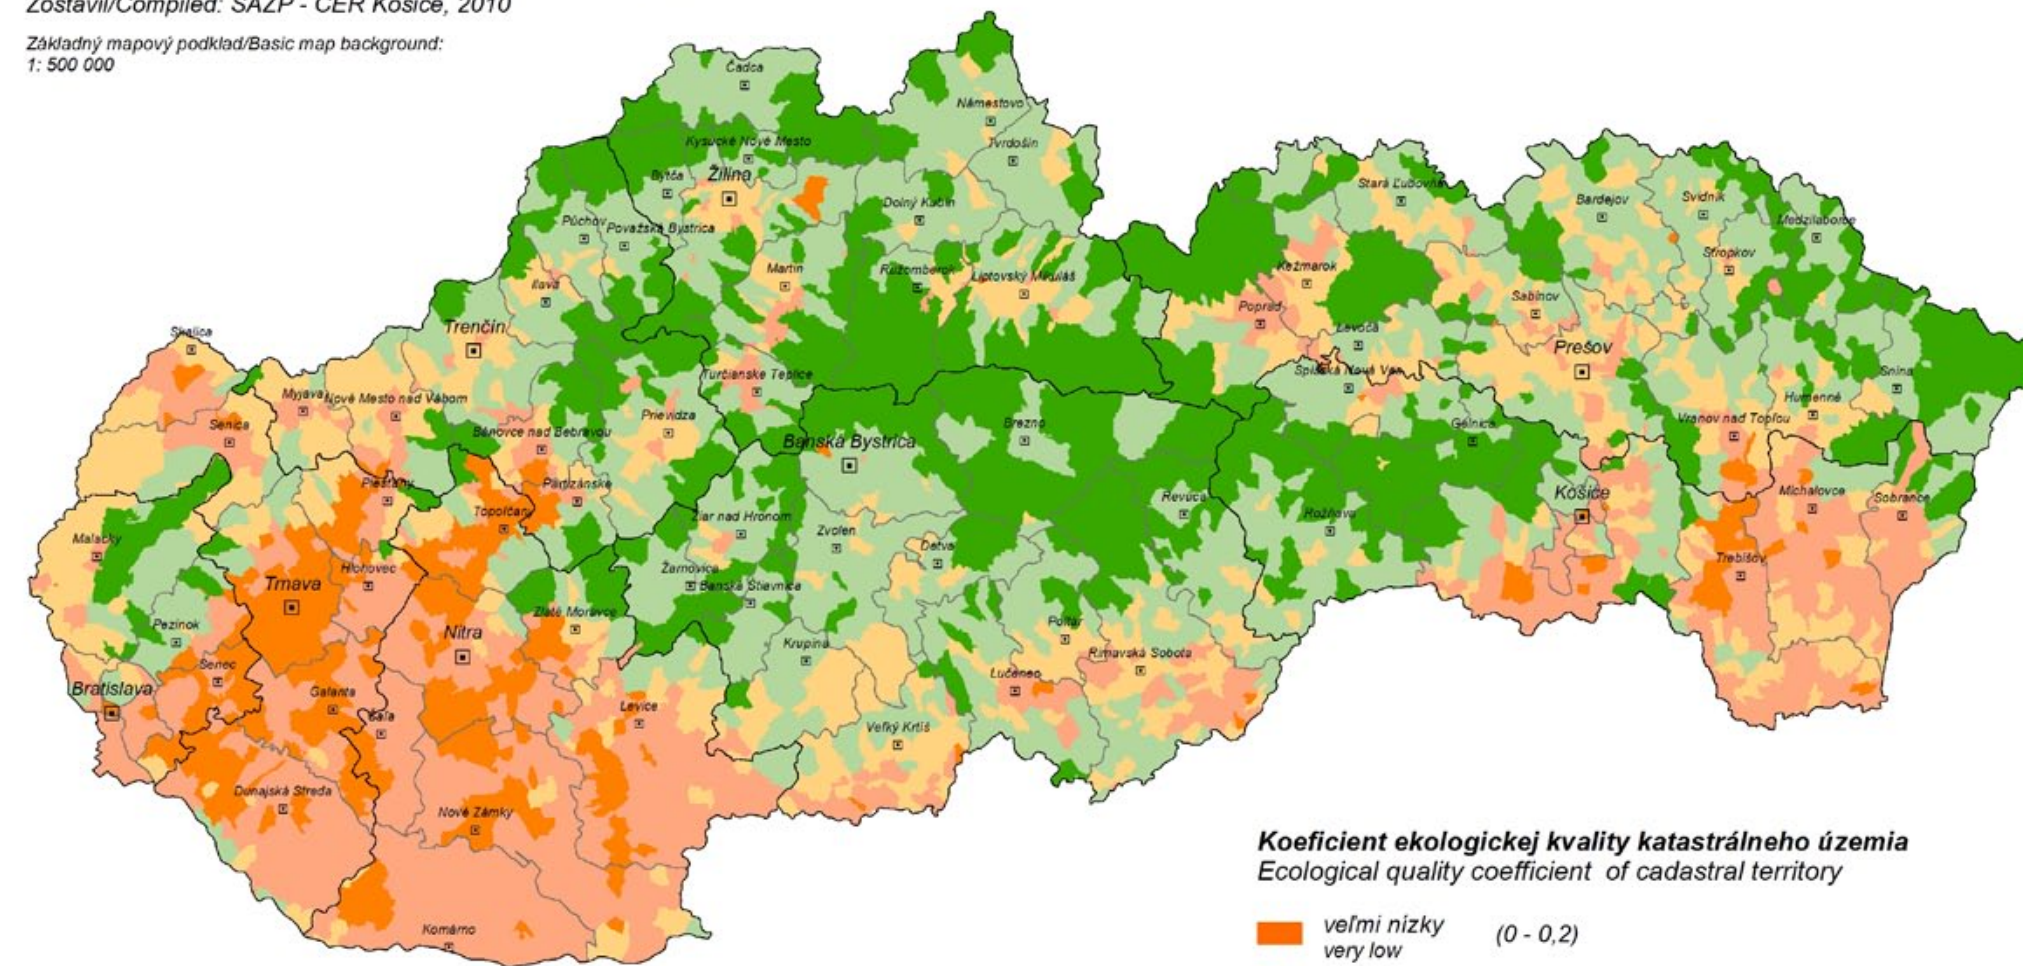 Zostavil/Compiled: SAŽP - CER Košice, 2010
Základný mapový podklad/Basic map background:
1: 500 000
Čadca
Námestovo
Kysucké Nové Mesto
Tvrdošín
Bytča
Žilina
Stará Ľubovňa
Bardejov
Svidník
Dolný Kubín
Medzilaborce
Púchov
Považská Bystrica
Stropkov
Martin
Ružomberok
Liptovský Mikuláš
Kežmarok
Ilava
Sabinov
Poprad
Trenčín
Levoča
Skalica
Prešov
Turčianske Teplice
Spišská Nová Ves
Snina
Myjava
Nové Mesto nad Váhom
Humenné
Prievidza
Senica
Bánovce nad Bebravou
Brezno
Gelnica
Vranov nad Topľou
Banská Bystrica
Piešťany
Partizánske
Revúca
Košice
Michalovce
Sobrance
Topoľčany
Žiar nad Hronom
Rožňava
Zvolen
Malacky
Detva
Trebišov
Hlohovec
Žarnovica
Trnava
Banská Štiavnica
Zlaté Moravce
Pezinok
Poltár
Nitra
Krupina
Rimavská Sobota
Senec
Lučenec
Bratislava
Galanta
Levice
Šaľa
Veľký Krtíš
Dunajská Streda
Nové Zámky
Komárno
Koeficient ekologickej kvality katastrálneho územia
Ecological quality coefficient of cadastral territory
veľmi nízky (0 - 0,2)
very low